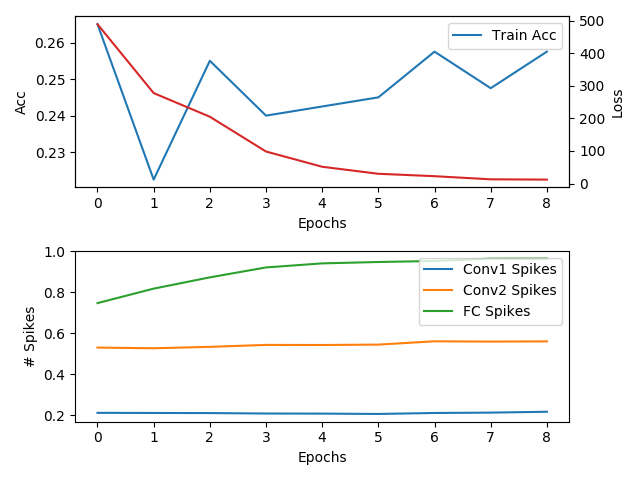 Train Acc
Acc
Loss
0.26
0.25
0.24
0.23
500
400
300
200
100
0
0 1 2 3 4 5 6 7 8
Epochs
Conv1 Spikes
Conv2 Spikes
FC Spikes
# Spikes
1.0
0.8
0.6
0.4
0.2
0 1 2 3 4 5 6 7 8
Epochs